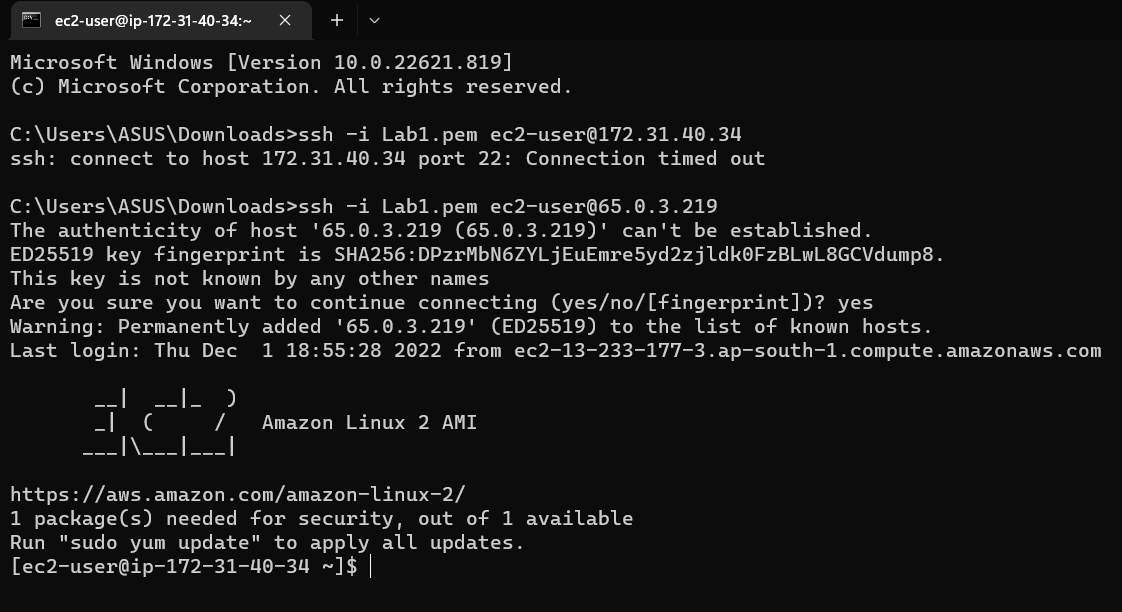 ec2-user@ip-172-31-40-34:~
Microsoft Windows [Version 10.0.22621.819]
(c) Microsoft Corporation. All rights reserved.
C:\Users\ASUS\Downloads>ssh -i Lab1.pem ec2-user@172.31.40.34
ssh: connect to host 172.31.40.34 port 22: Connection timed out
C:\Users\ASUS\Downloads>ssh -i Lab1.pem ec2-user@65.0.3.219
The authenticity of host '65.0.3.219 (65.0.3.219)' can't be established.
ED25519 key fingerprint is SHA256:DPzrMbN6ZYLjEuEmre5yd2zjldk0FzBLwL8GCVdump8.
This key is not known by any other names
Are you sure you want to continue connecting (yes/no/[fingerprint])? yes
Warning: Permanently added '65.0.3.219' (ED25519) to the list of known hosts.
Last login: Thu Dec  1 18:55:28 2022 from ec2-13-233-177-3.ap-south-1.compute.amazonaws.com
       __|  __|_  )
       _|  (     /   Amazon Linux 2 AMI
      ___|\___|___|
https://aws.amazon.com/amazon-linux-2/
1 package(s) needed for security, out of 1 available
Run "sudo yum update" to apply all updates.
[ec2-user@ip-172-31-40-34 ~]$